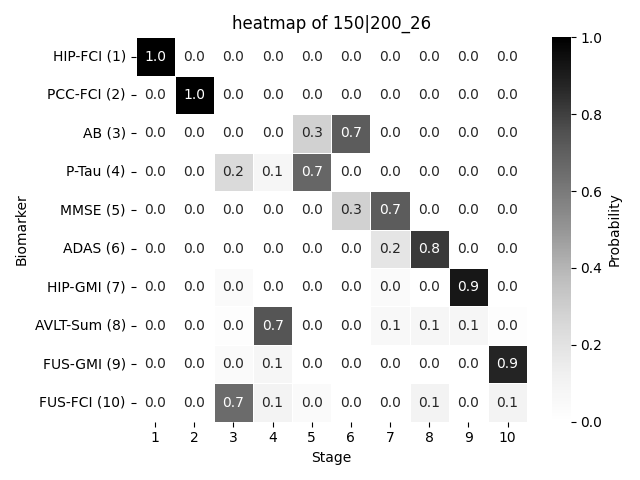 heatmap of 150|200_26
Biomarker
HIP-FCI (1) 1.0 0.0 0.0 0.0 0.0 0.0 0.0 0.0 0.0 0.0
PCC-FCI (2) 0.0 1.0 0.0 0.0 0.0 0.0 0.0 0.0 0.0 0.0
AB (3) 0.0 0.0 0.0 0.0 0.3 0.7 0.0 0.0 0.0 0.0
P-Tau (4) 0.0 0.0 0.2 0.1 0.7 0.0 0.0 0.0 0.0 0.0
MMSE (5) 0.0 0.0 0.0 0.0 0.0 0.3 0.7 0.0 0.0 0.0
ADAS (6) 0.0 0.0 0.0 0.0 0.0 0.0 0.2 0.8 0.0 0.0
HIP-GMI (7) 0.0 0.0 0.0 0.0 0.0 0.0 0.0 0.0 0.9 0.0
AVLT-Sum (8) 0.0 0.0 0.0 0.7 0.0 0.0 0.1 0.1 0.1 0.0
FUS-GMI (9) 0.0 0.0 0.0 0.1 0.0 0.0 0.0 0.0 0.0 0.9
FUS-FCI (10) 0.0 0.0 0.7 0.1 0.0 0.0 0.0 0.1 0.0 0.1
1 2 3 4 5 6 7 8 9 10
Stage
1.0
0.8
0.6
0.4
0.2
0.0
Probability